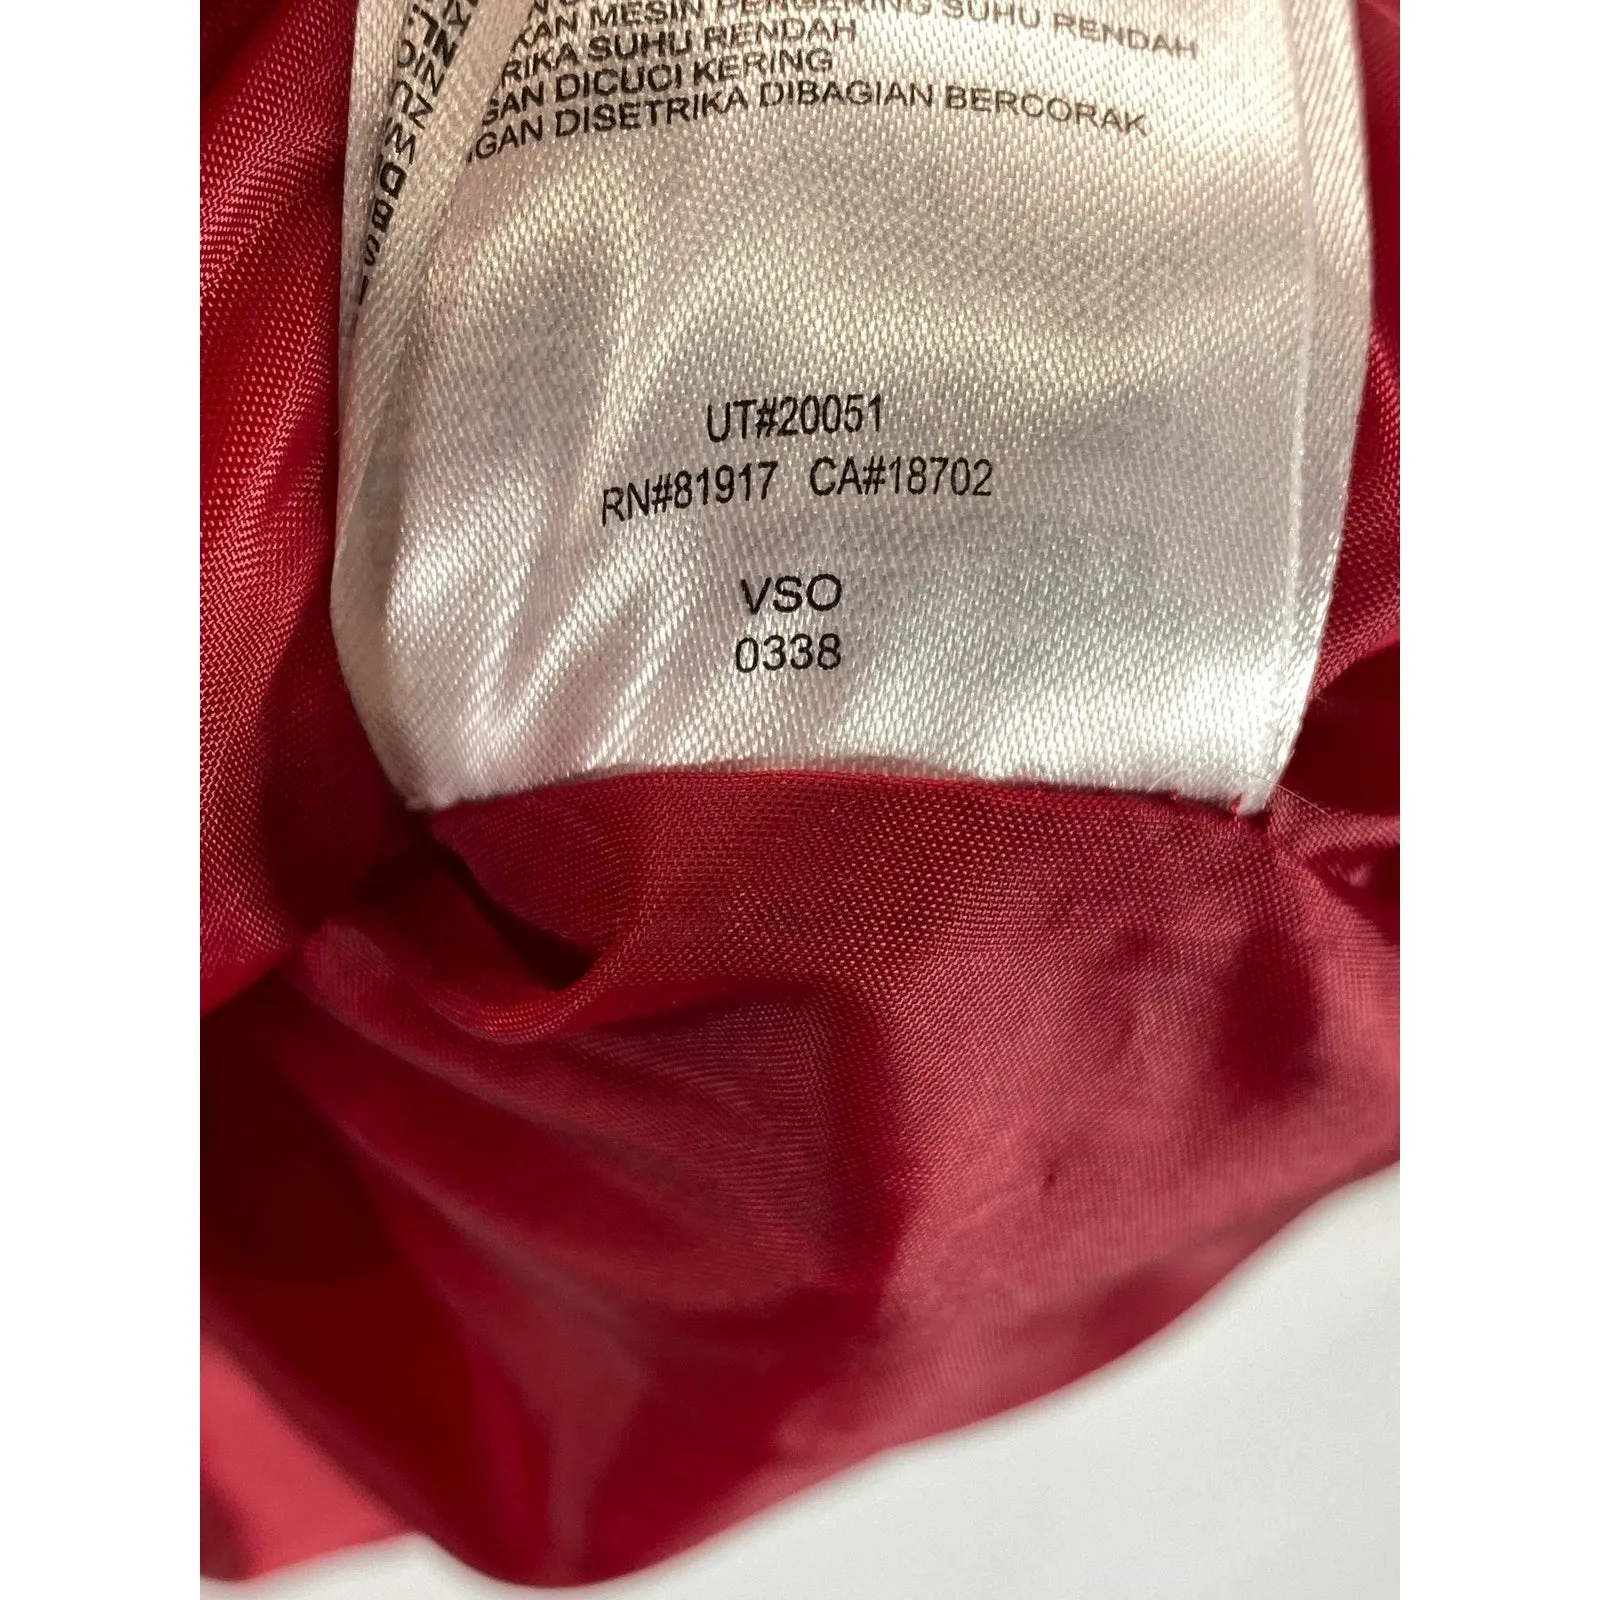 KAN MESIN PENGERING SUHU RENDAH
RIKA SUHU RENDAH
GAN DICUCI KERING
GAN DISETRIKA DIBAGIAN BERCORAK
UT#20051
RN#81917 CA#18702
VSO
0338